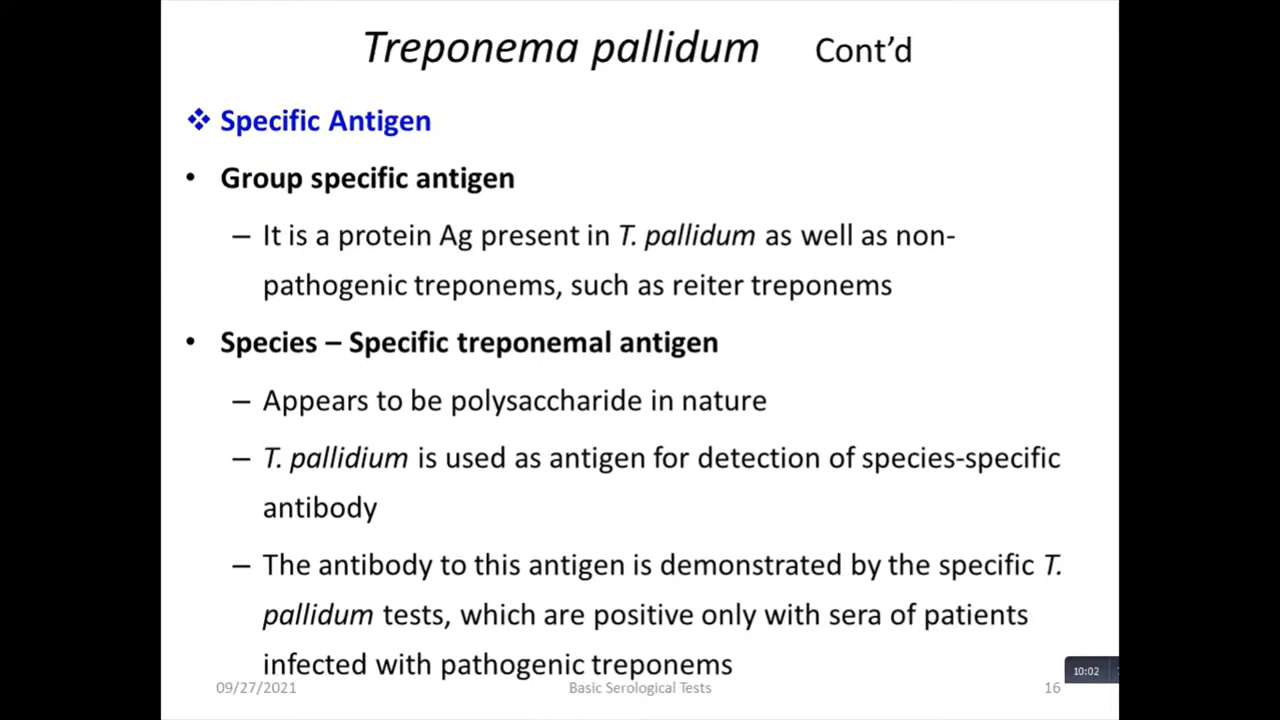 Treponema pallidum Cont’d
❖ Specific Antigen
• Group specific antigen
– It is a protein Ag present in T. pallidum as well as non-
pathogenic treponems, such as reiter treponems
• Species – Specific treponemal antigen
– Appears to be polysaccharide in nature
– T. pallidium is used as antigen for detection of species-specific
antibody
– The antibody to this antigen is demonstrated by the specific T.
pallidum tests, which are positive only with sera of patients
infected with pathogenic treponems
09/27/2021 Basic Serological Tests 16
10:02